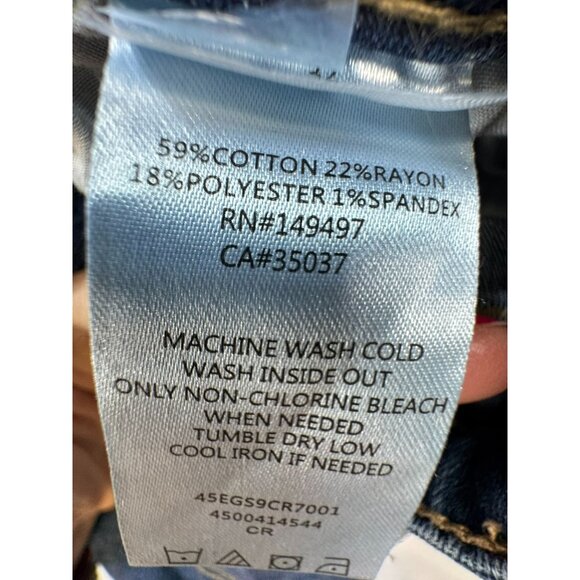 59%COTTON 22%RAYON
18%POLYESTER 1%SPANDEX
RN#149497
CA#35037
MACHINE WASH COLD
WASH INSIDE OUT
ONLY NON-CHLORINE BLEACH
WHEN NEEDED
TUMBLE DRY LOW
COOL IRON IF NEEDED
45EGS9CR7001
4500414544
CR